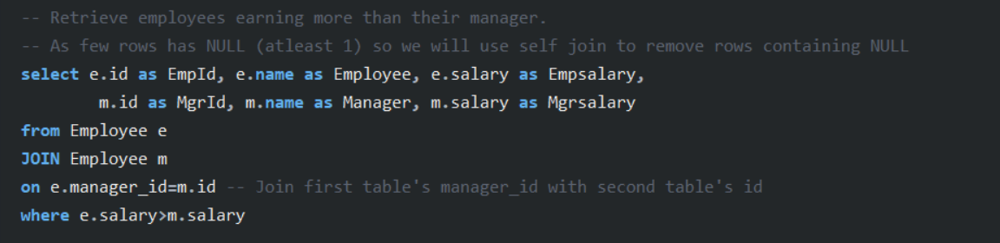 -- Retrieve employees earning more than their manager.
-- As few rows has NULL (atleast 1) so we will use self join to remove rows containing NULL
select e.id as EmpId, e.name as Employee, e.salary as Empsalary,
m.id as MgrId, m.name as Manager, m.salary as Mgrsalary
from Employee e
JOIN Employee m
on e.manager_id=m.id -- Join first table's manager_id with second table's id
where e.salary>m.salary